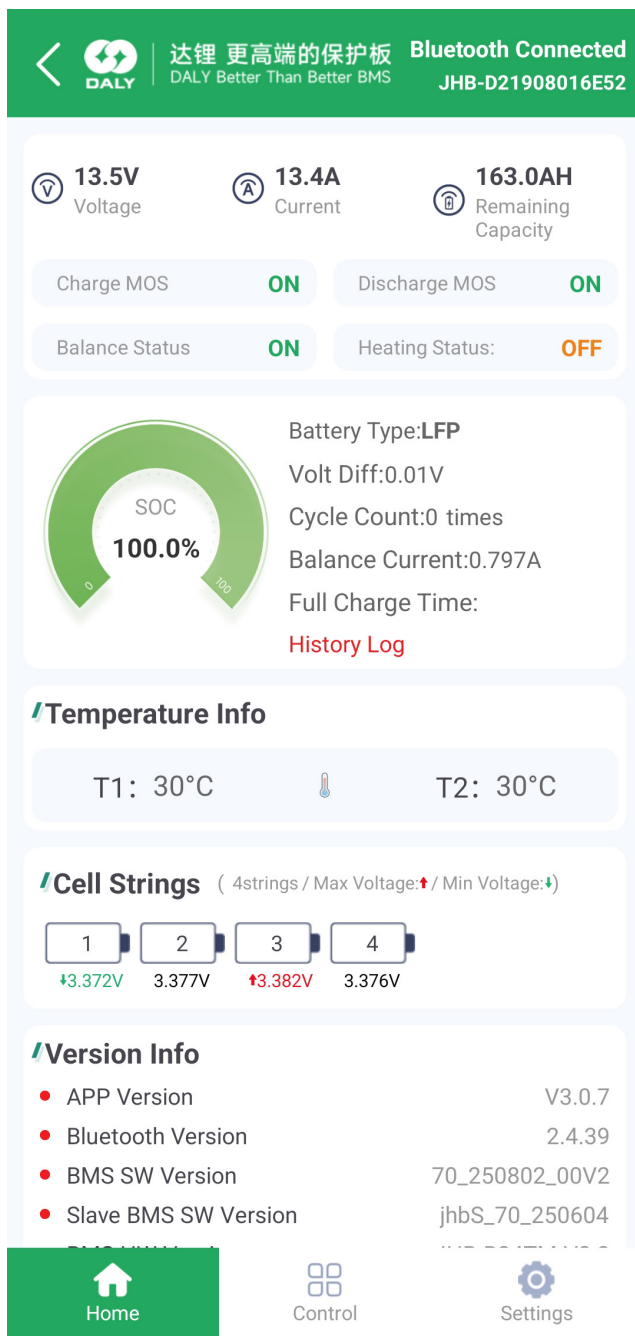 达锂 更高端的保护板
DALY Better Than Better BMS
DALY
Bluetooth Connected
JHB-D21908016E52
13.5V
Voltage
13.4A
Current
163.0AH
Remaining
Capacity
Charge MOS ON
Discharge MOS ON
Balance Status ON
Heating Status: OFF
SOC
100.0%
0
100
Battery Type:LFP
Volt Diff:0.01V
Cycle Count:0 times
Balance Current:0.797A
Full Charge Time:
History Log
Temperature Info
T1: 30°C
T2: 30°C
Cell Strings ( 4strings / Max Voltage:⬆/ Min Voltage:⬇)
1 2 3 4
⬇3.372V 3.377V ⬆3.382V 3.376V
Version Info
APP Version V3.0.7
Bluetooth Version 2.4.39
BMS SW Version 70_250802_00V2
Slave BMS SW Version jhbS_70_250604
Home
Control
Settings